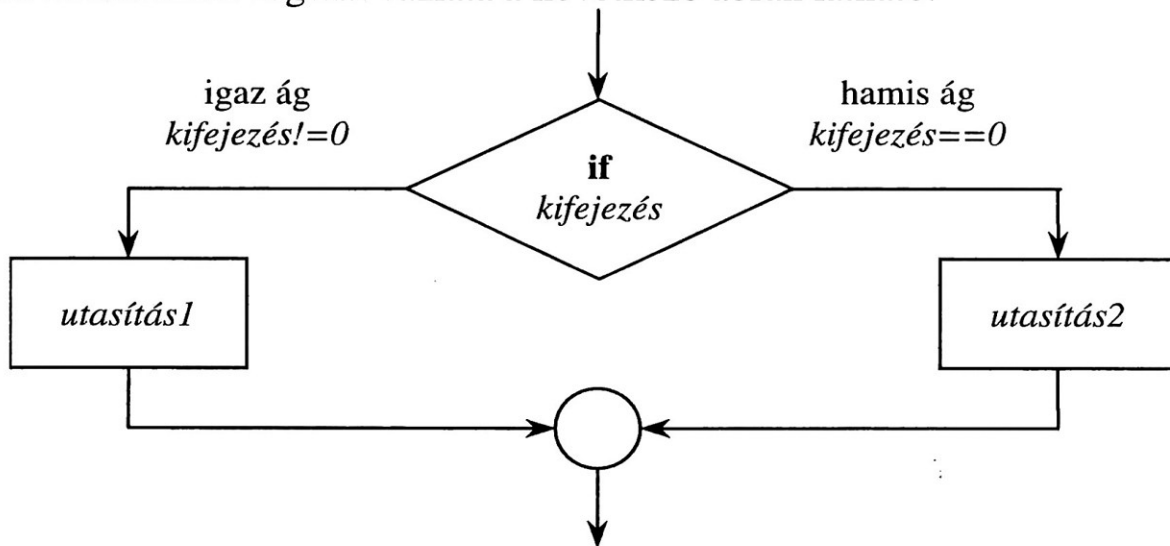 igaz ág
kifejezés!=0
hamis ág
kifejezés==0
if
kifejezés
utasítás1
utasítás2